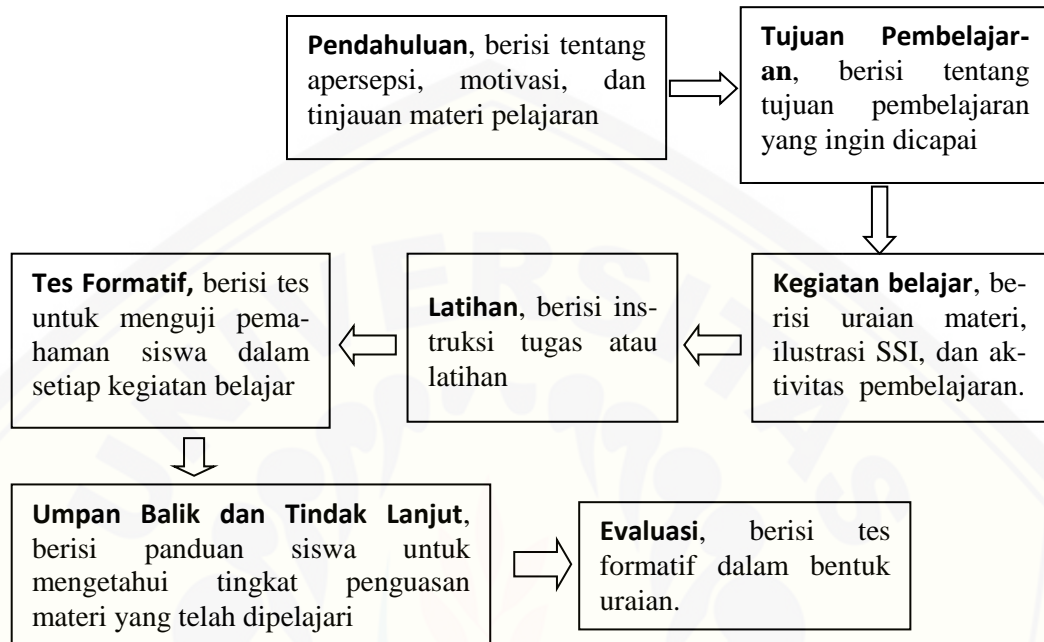 Pendahuluan, berisi tentang
apersepsi, motivasi, dan
tinjauan materi pelajaran
Tujuan Pembelajar-
an, berisi tentang
tujuan pembelajaran
yang ingin dicapai
Kegiatan belajar, be-
risi uraian materi,
ilustrasi SSI, dan ak-
tivitas pembelajaran.
Latihan, berisi ins-
truksi tugas atau
latihan
Tes Formatif, berisi tes
untuk menguji pema-
haman siswa dalam
setiap kegiatan belajar
Umpan Balik dan Tindak Lanjut,
berisi panduan siswa untuk
mengetahui tingkat penguasan
materi yang telah dipelajari
Evaluasi, berisi tes
formatif dalam bentuk
uraian.
UNIVERSITAS